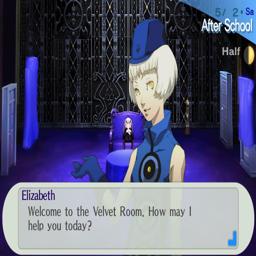 5/ 2 · Sa
After School
Half
Elizabeth
Welcome to the Velvet Room, How may I
help you today?